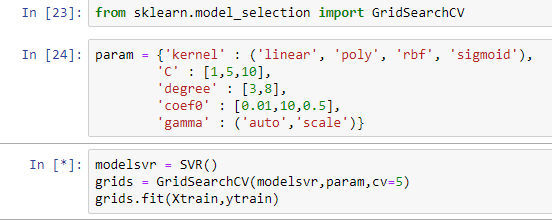 In [23]: from sklearn.model_selection import GridSearchCV
In [24]: param = {'kernel' : ('linear', 'poly', 'rbf', 'sigmoid'),
'C' : [1,5,10],
'degree' : [3,8],
'coef0' : [0.01,10,0.5],
'gamma' : ('auto','scale')}
In [*]: modelsvr = SVR()
grids = GridSearchCV(modelsvr,param,cv=5)
grids.fit(Xtrain,ytrain)